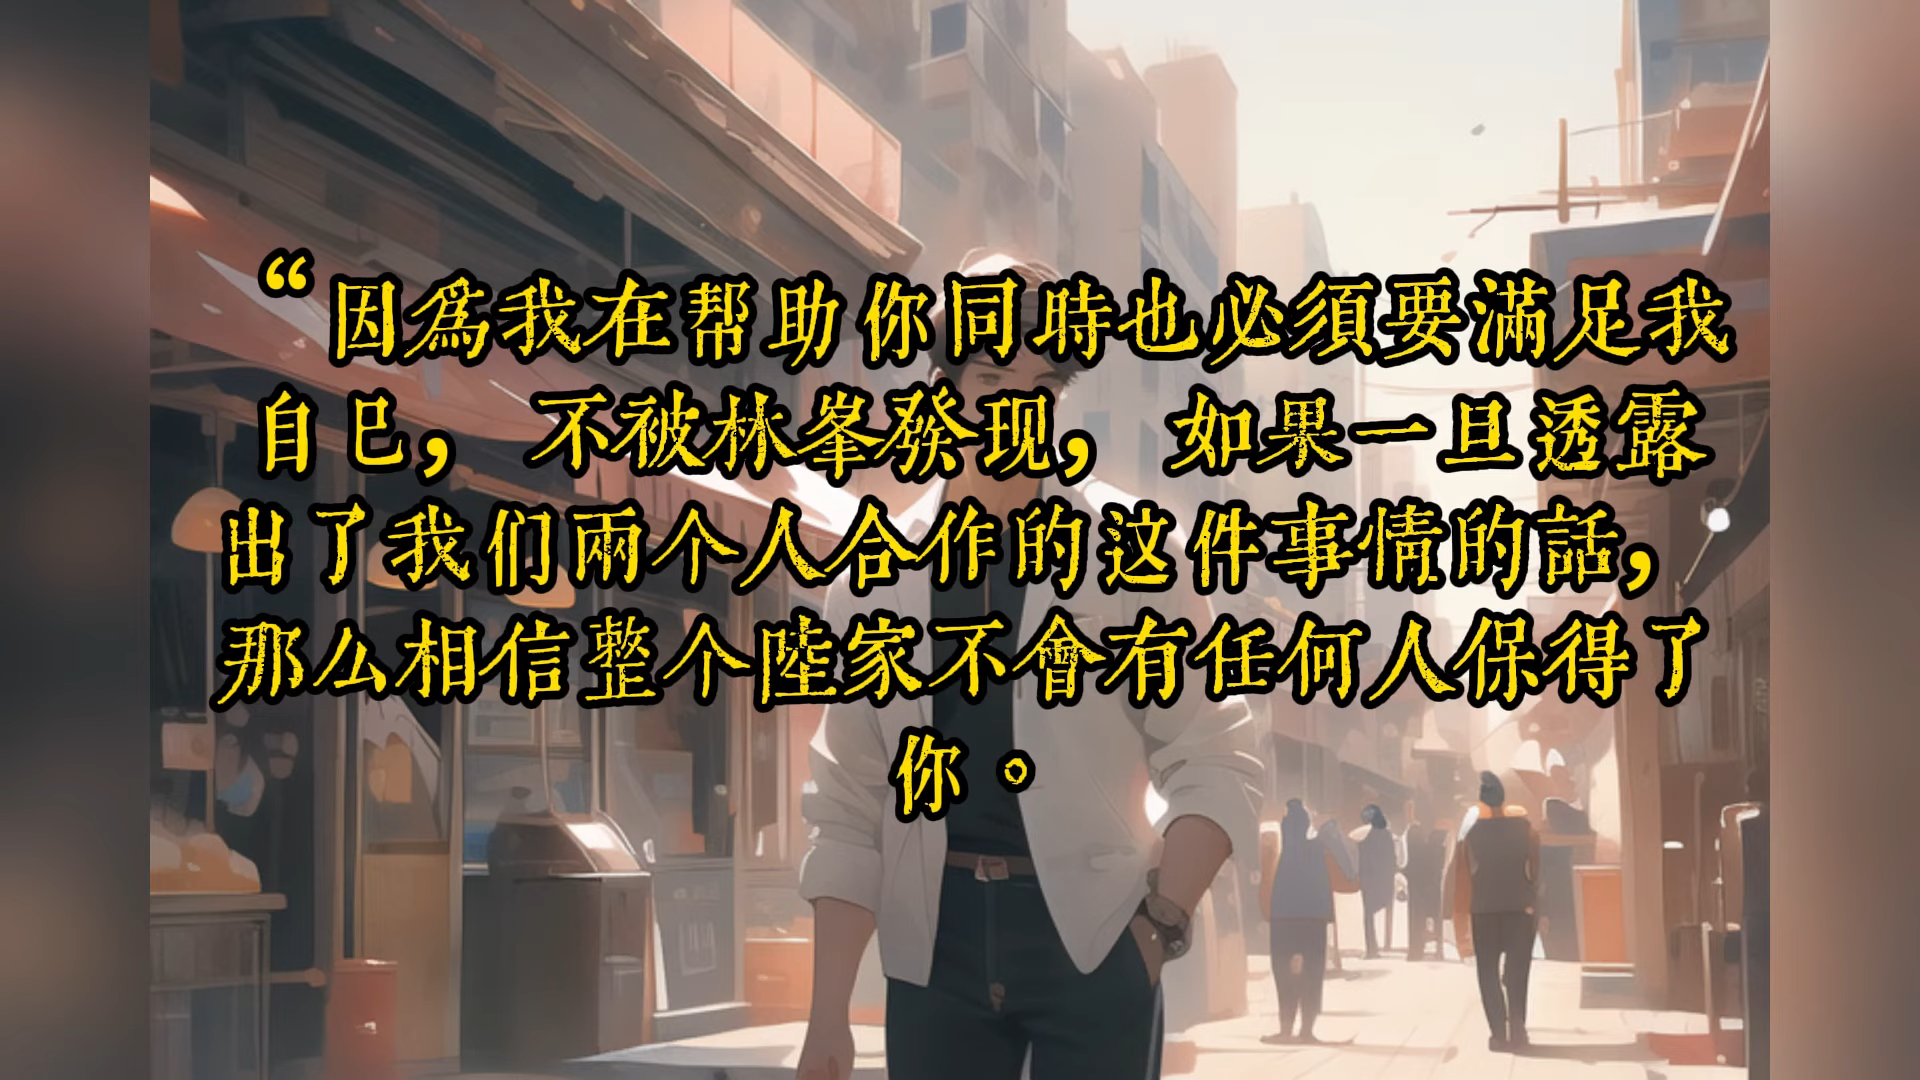 “因爲我在帮助你同時也必須要滿足我
自已，不被林峯發现，如果一旦透露
出了我们兩个人合作的这件事情的話，
那么相信整个陸家不會有任何人保得了
你。